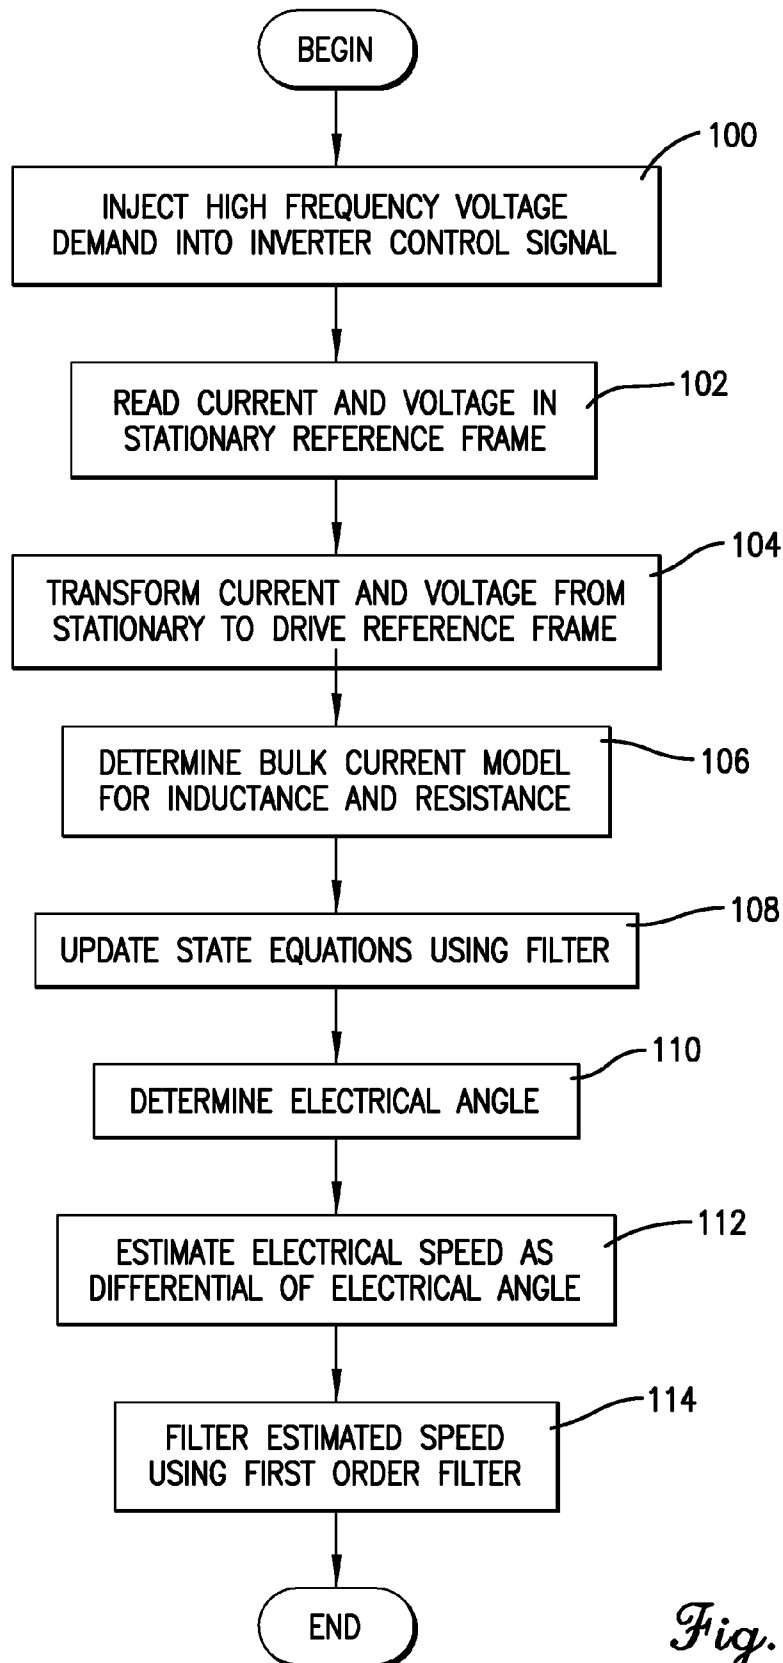 BEGIN
100
INJECT HIGH FREQUENCY VOLTAGE
DEMAND INTO INVERTER CONTROL SIGNAL
102
READ CURRENT AND VOLTAGE IN
STATIONARY REFERENCE FRAME
104
TRANSFORM CURRENT AND VOLTAGE FROM
STATIONARY TO DRIVE REFERENCE FRAME
106
DETERMINE BULK CURRENT MODEL
FOR INDUCTANCE AND RESISTANCE
108
UPDATE STATE EQUATIONS USING FILTER
110
DETERMINE ELECTRICAL ANGLE
112
ESTIMATE ELECTRICAL SPEED AS
DIFFERENTIAL OF ELECTRICAL ANGLE
114
FILTER ESTIMATED SPEED
USING FIRST ORDER FILTER
END
Fig.